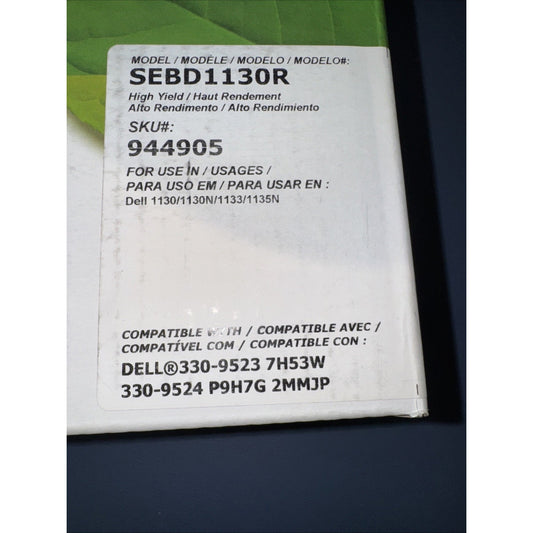 MODEL / MODÈLE / MODELO / MODELO#:
SEBD1130R
High Yield / Haut Rendement
Alto Rendimento / Alto Rendimiento
SKU#:
944905
FOR USE IN / USAGES /
PARA USO EM / PARA USAR EN :
Dell 1130/1130N/1133/1135N
COMPATIBLE WITH / COMPATIBLE AVEC /
COMPATÍVEL COM / COMPATIBLE CON :
DELL®330-9523 7H53W
330-9524 P9H7G 2MMJP